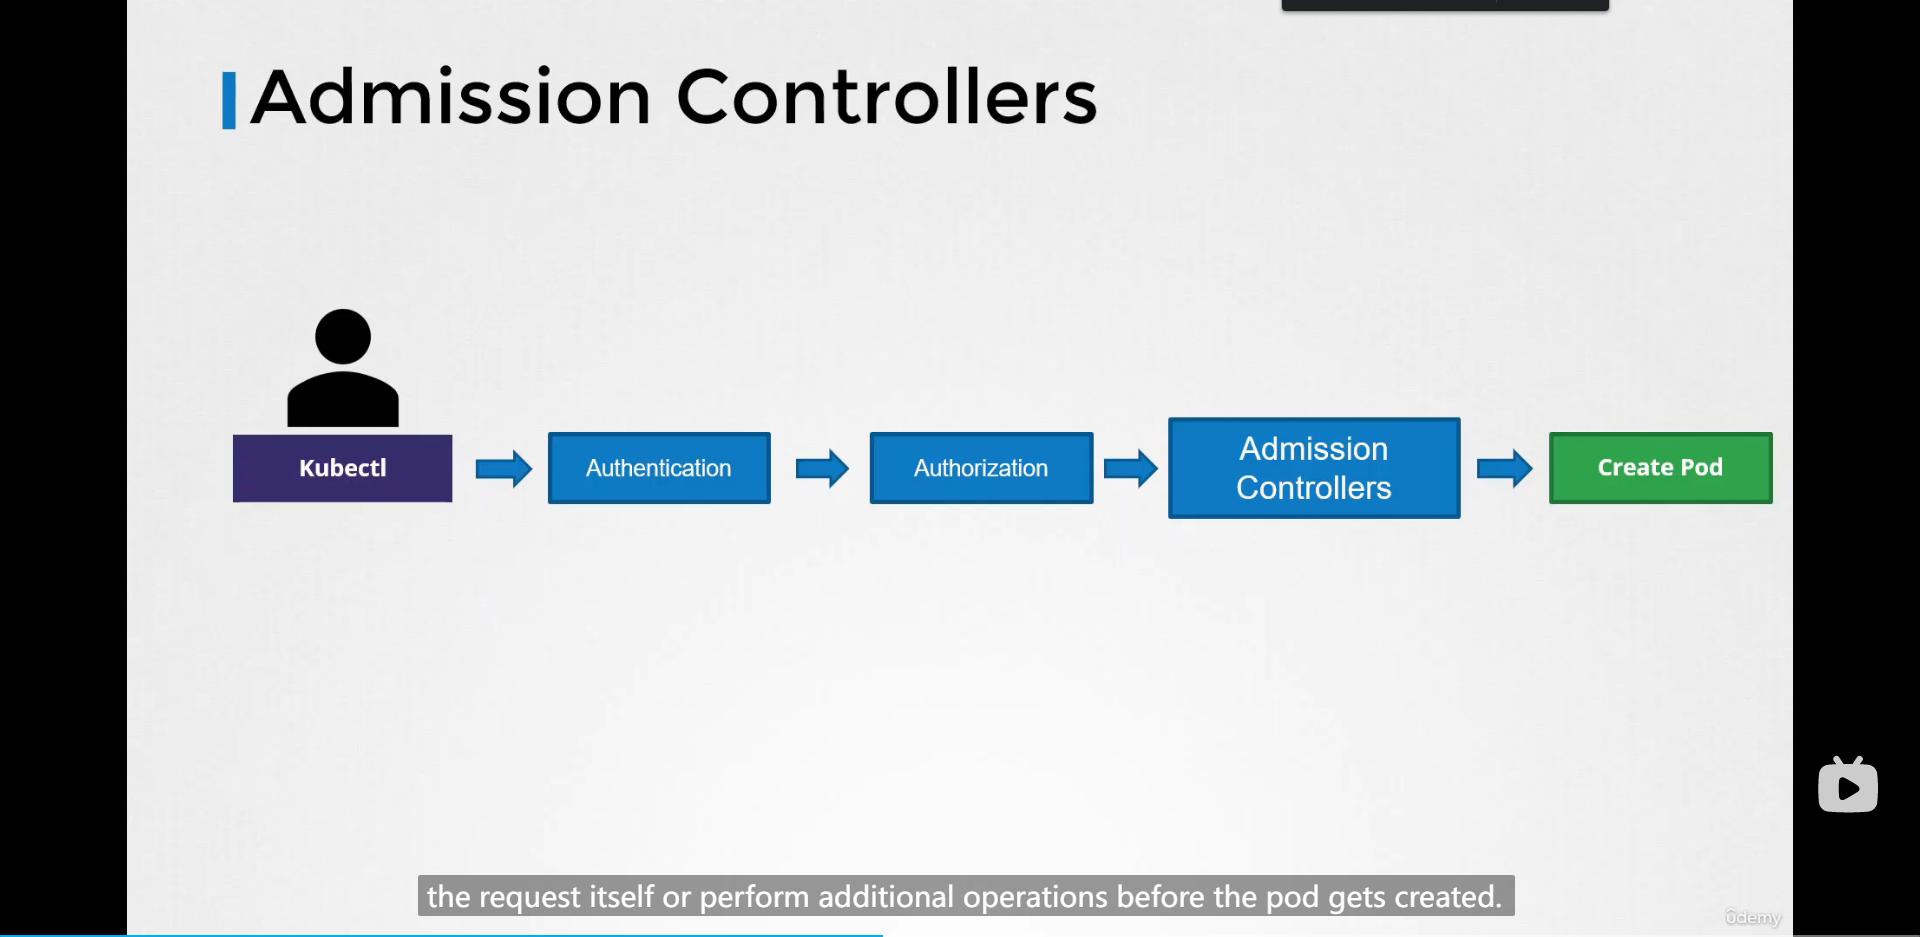 Admission Controllers
Kubectl
Authentication
Authorization
Admission
Controllers
Create Pod
the request itself or perform additional operations before the pod gets created.
ûdemy